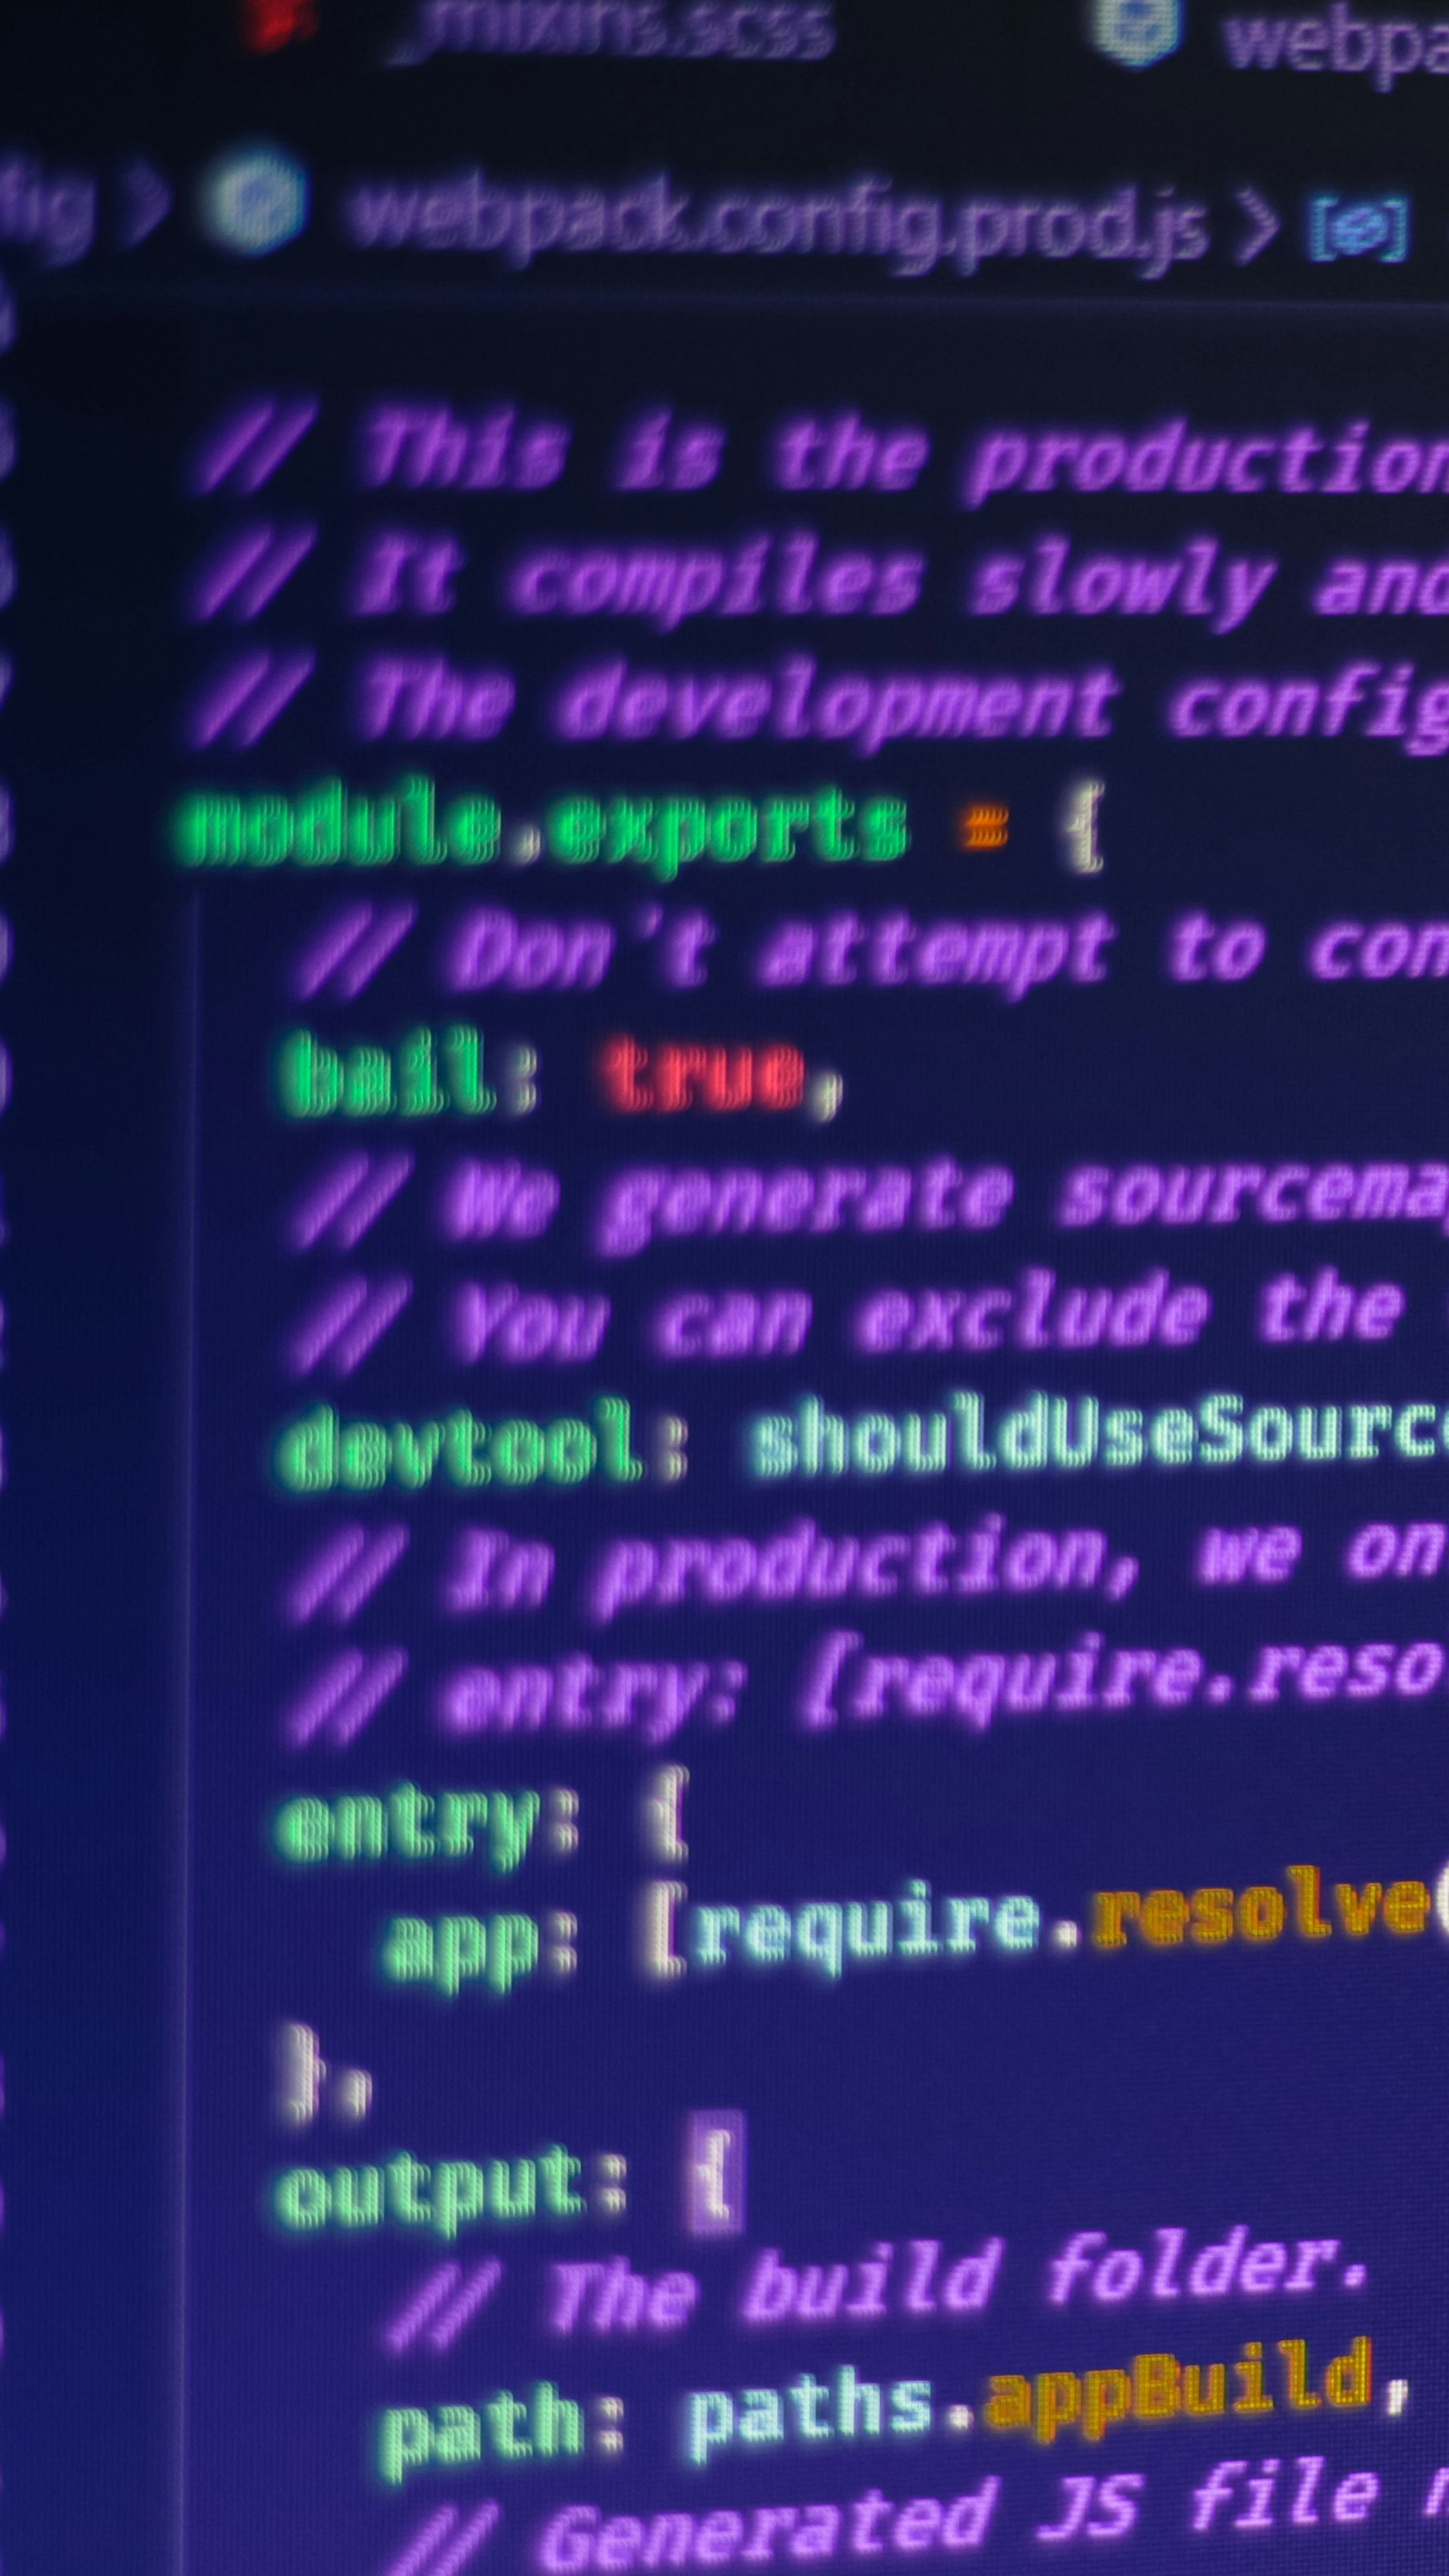 _mixins.scss webpa
fig > webpack.config.prod.js >
// This is the production
// It compiles slowly and
// The development config
module.exports = {
// Don't attempt to con
bail: true,
// We generate sourcema
// You can exclude the
devtool: shouldUseSourc
// In production, we on
// entry: [require.reso
entry: {
app: [require.resolve(
},
output: {
// The build folder.
path: paths.appBuild,
// Generated JS file